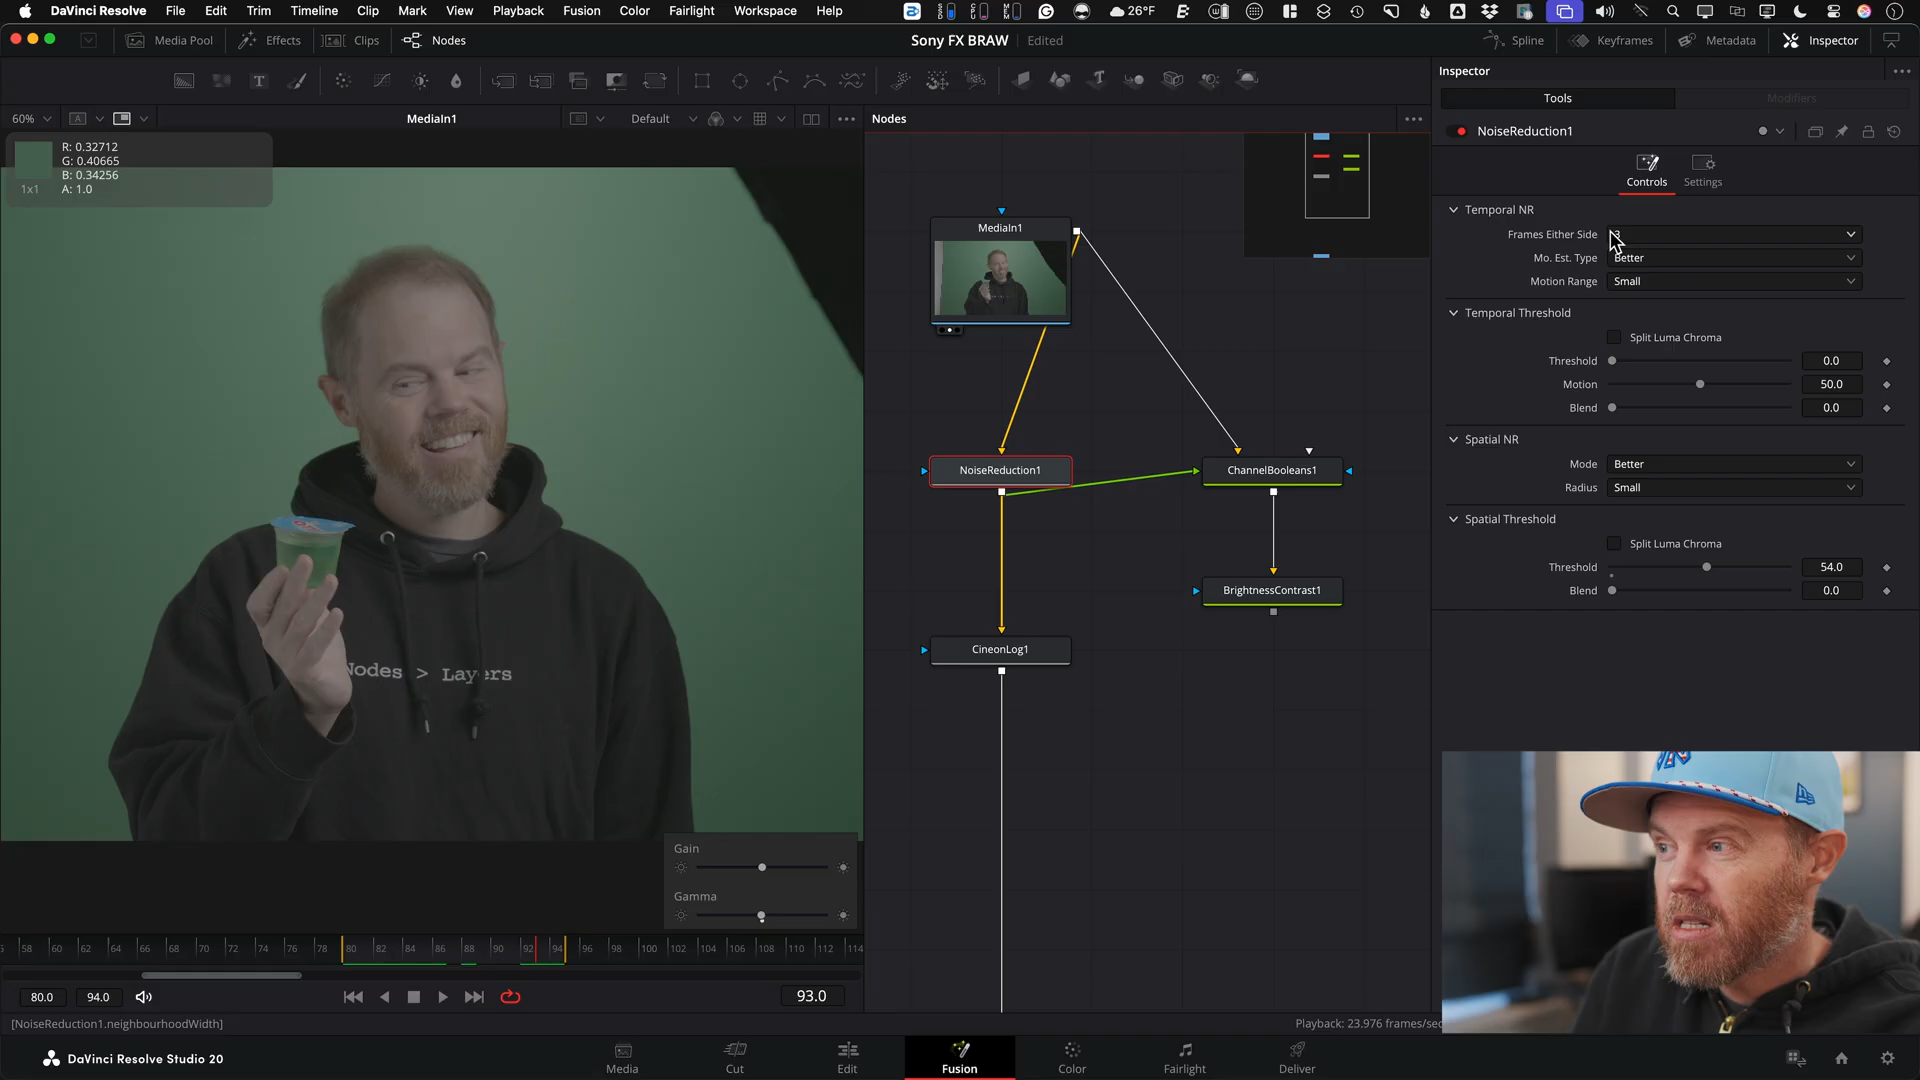 DaVinci Resolve File Edit Trim Timeline Clip Mark View Playback Fusion Color Fairlight Workspace Help 26°F
Media Pool Effects Clips Nodes Sony FX BRAW Edited Spline Keyframes Metadata Inspector
Inspector
Tools Modifiers
60% A MediaIn1 Default Nodes
NoiseReduction1
R: 0.32712
G: 0.40665
B: 0.34256
A: 1.0
1x1
Controls Settings
Temporal NR
Frames Either Side 3
Mo. Est. Type Better
Motion Range Small
Temporal Threshold
Split Luma Chroma
Threshold 0.0
Motion 50.0
Blend 0.0
Spatial NR
Mode Better
Radius Small
Spatial Threshold
Split Luma Chroma
Threshold 54.0
Blend 0.0
MediaIn1
NoiseReduction1
ChannelBooleans1
BrightnessContrast1
CineonLog1
Nodes > Layers
Gain
Gamma
58 60 62 64 66 68 70 72 74 76 78 80 82 84 86 88 90 92 94 96 98 100 102 104 106 108 110 112 114
80.0 94.0 93.0
[NoiseReduction1.neighbourhoodWidth] Playback: 23.976 frames/sec
DaVinci Resolve Studio 20
Media Cut Edit Fusion Color Fairlight Deliver